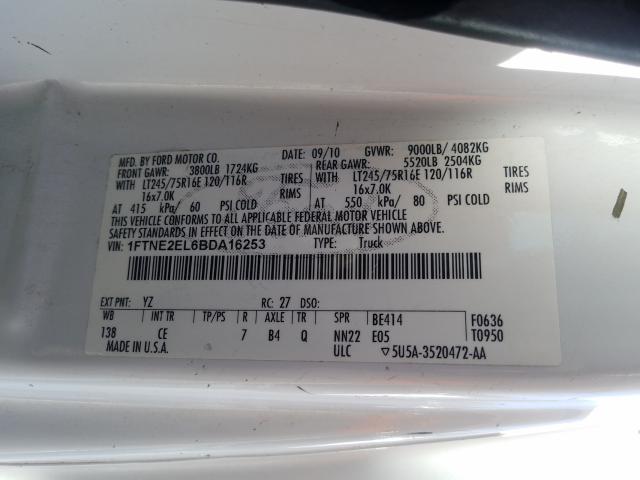 MFD. BY FORD MOTOR CO. DATE: 09/10 GVWR: 9000LB/ 4082KG
FRONT GAWR: 3800LB 1724KG REAR GAWR: 5520LB 2504KG
WITH LT245/75R16E 120/116R TIRES WITH LT245/75R16E 120/116R TIRES
16x7.0K RIMS 16x7.0K RIMS
AT 415 kPa/ 60 PSI COLD AT 550 kPa/ 80 PSI COLD
THIS VEHICLE CONFORMS TO ALL APPLICABLE FEDERAL MOTOR VEHICLE
SAFETY STANDARDS IN EFFECT ON THE DATE OF MANUFACTURE SHOWN ABOVE.
VIN: 1FTNE2EL6BDA16253 TYPE: Truck
EXT PNT: YZ RC: 27 DSO:
WB INT TR TP/PS R AXLE TR SPR BE414 F0636
138 CE 7 B4 Q NN22 E05 T0950
MADE IN U.S.A. ULC ▽5U5A-3520472-AA